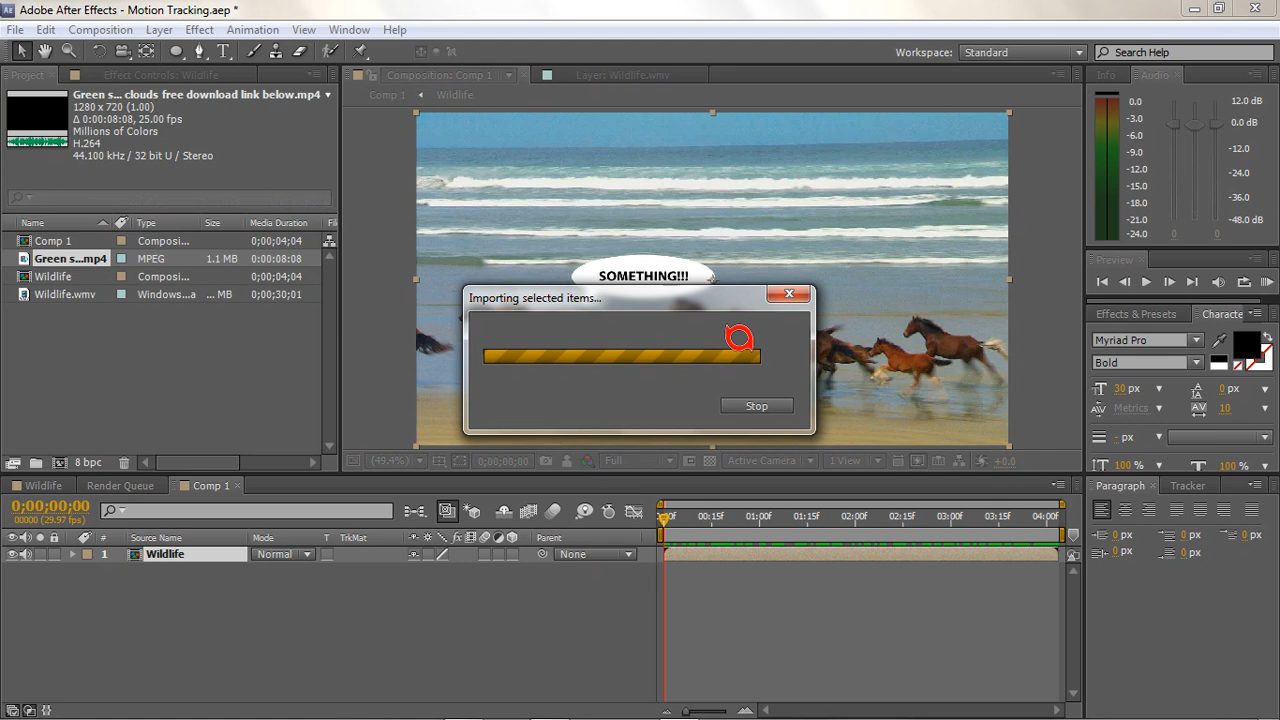 Adobe After Effects - Motion Tracking.aep *
File Edit Composition Layer Effect Animation View Window Help
Workspace: Standard Search Help
Project Effect Controls: Wildlife
Green s... clouds free download link below.mp4
1280 x 720 (1.00)
Δ 0:00:08:08, 25.00 fps
Millions of Colors
H.264
44.100 kHz / 32 bit U / Stereo
Name Type Size Media Duration Fil
Comp 1 Composi... 0;00;04;04
Green s...mp4 MPEG 1.1 MB 0:00:08:08
Wildlife Composi... 0;00;04;04
Wildlife.wmv Windows...a ... MB 0;00;30;01
8 bpc
Composition: Comp 1 Layer: Wildlife.wmv
Comp 1 Wildlife
SOMETHING!!!
Importing selected items...
Stop
(49.4%) 0;00;00;00 Full Active Camera 1 View +0.0
Info Audio
0.0 12.0 dB
-3.0 0.0 dB
-6.0
-9.0 -12.0
-12.0
-15.0 -24.0
-18.0 -36.0
-21.0
-24.0 0 0 -48.0 dB
Preview
Effects & Presets Characte
Myriad Pro
Bold
30 px 0 px
Metrics 10
- px
100 % 100 %
Wildlife Render Queue Comp 1
0;00;00;00
00000 (29.97 fps)
00f 00:15f 01:00f 01:15f 02:00f 02:15f 03:00f 03:15f 04:00f
# Source Name Mode T TrkMat Parent
1 Wildlife Normal None
Paragraph Tracker
0 px 0 px 0 px
0 px 0 px